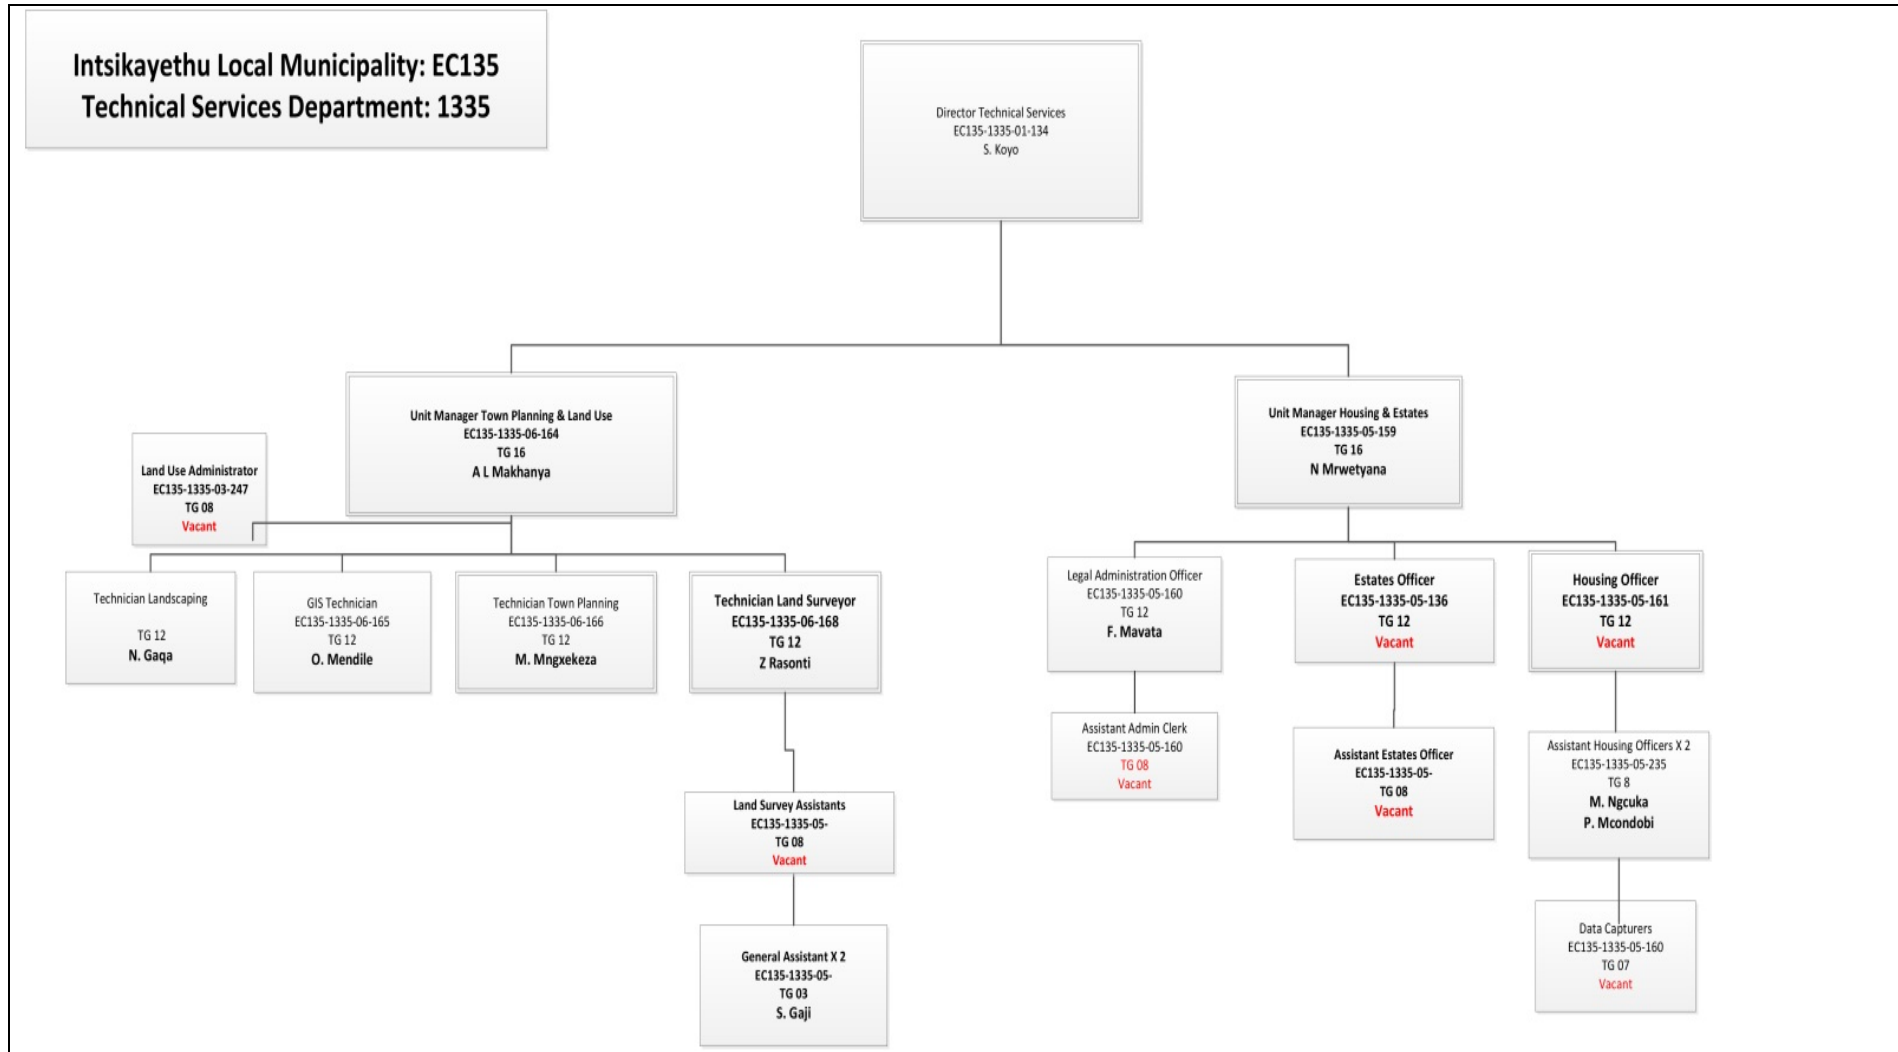 Intsikayethu Local Municipality: EC135
Technical Services Department: 1335
Director Technical Services
EC135-1335-01-134
S. Koyo
Unit Manager Town Planning & Land Use
EC135-1335-06-164
TG 16
A L Makhanya
Unit Manager Housing & Estates
EC135-1335-05-159
TG 16
N Mrwetyana
Land Use Administrator
EC135-1335-03-247
TG 08
Vacant
Technician Landscaping
TG 12
N. Gaqa
GIS Technician
EC135-1335-06-165
TG 12
O. Mendile
Technician Town Planning
EC135-1335-06-166
TG 12
M. Mngxekeza
Technician Land Surveyor
EC135-1335-06-168
TG 12
Z Rasonti
Legal Administration Officer
EC135-1335-05-160
TG 12
F. Mavata
Estates Officer
EC135-1335-05-136
TG 12
Vacant
Housing Officer
EC135-1335-05-161
TG 12
Vacant
Land Survey Assistants
EC135-1335-05-
TG 08
Vacant
Assistant Admin Clerk
EC135-1335-05-160
TG 08
Vacant
Assistant Estates Officer
EC135-1335-05-
TG 08
Vacant
Assistant Housing Officers X 2
EC135-1335-05-235
TG 8
M. Ngcuka
P. Mcondobi
General Assistant X 2
EC135-1335-05-
TG 03
S. Gaji
Data Capturers
EC135-1335-05-160
TG 07
Vacant